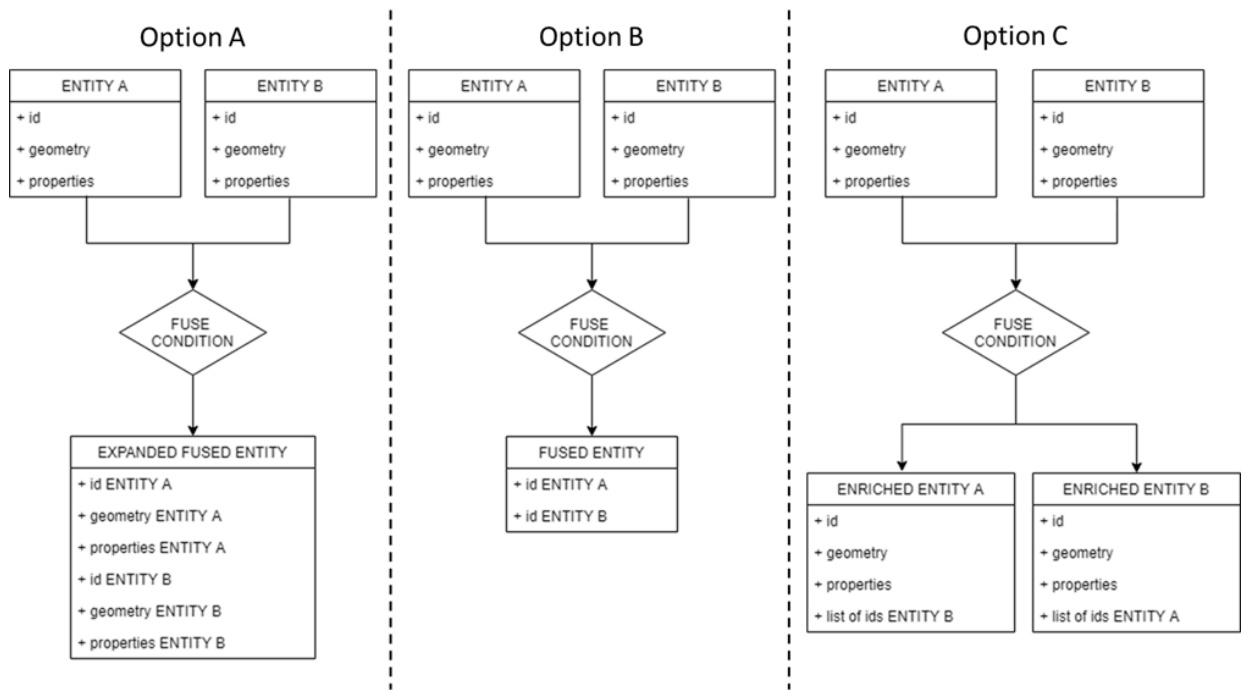 Option A
ENTITY A
+ id
+ geometry
+ properties
ENTITY B
+ id
+ geometry
+ properties
FUSE
CONDITION
EXPANDED FUSED ENTITY
+ id ENTITY A
+ geometry ENTITY A
+ properties ENTITY A
+ id ENTITY B
+ geometry ENTITY B
+ properties ENTITY B
Option B
ENTITY A
+ id
+ geometry
+ properties
ENTITY B
+ id
+ geometry
+ properties
FUSE
CONDITION
FUSED ENTITY
+ id ENTITY A
+ id ENTITY B
Option C
ENTITY A
+ id
+ geometry
+ properties
ENTITY B
+ id
+ geometry
+ properties
FUSE
CONDITION
ENRICHED ENTITY A
+ id
+ geometry
+ properties
+ list of ids ENTITY B
ENRICHED ENTITY B
+ id
+ geometry
+ properties
+ list of ids ENTITY A